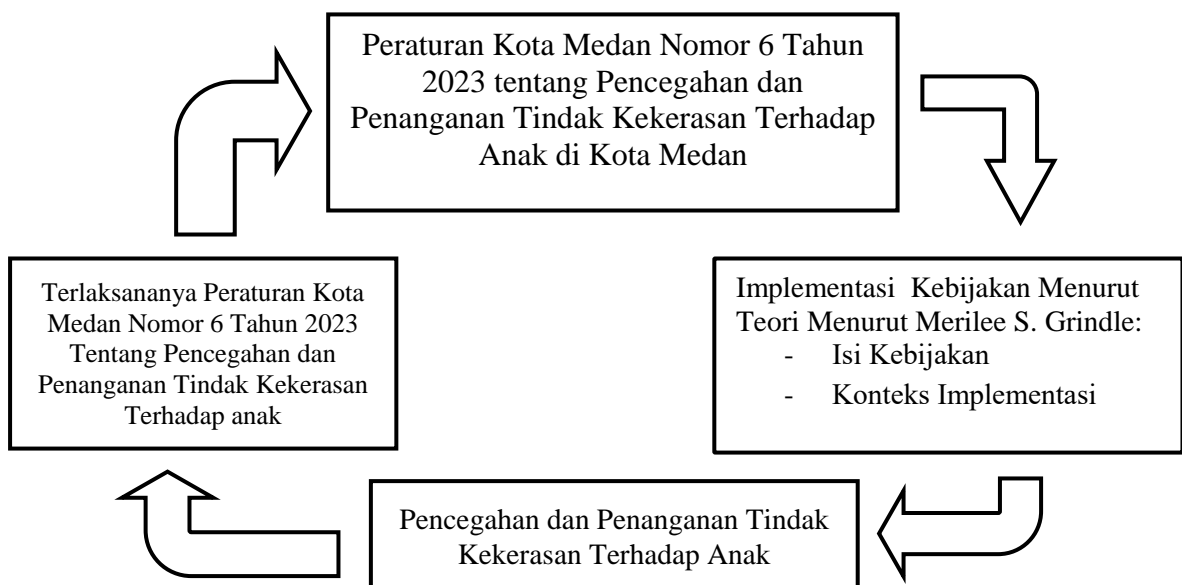 Peraturan Kota Medan Nomor 6 Tahun
2023 tentang Pencegahan dan
Penanganan Tindak Kekerasan Terhadap
Anak di Kota Medan
Implementasi Kebijakan Menurut
Teori Menurut Merilee S. Grindle:
- Isi Kebijakan
- Konteks Implementasi
Pencegahan dan Penanganan Tindak
Kekerasan Terhadap Anak
Terlaksananya Peraturan Kota
Medan Nomor 6 Tahun 2023
Tentang Pencegahan dan
Penanganan Tindak Kekerasan
Terhadap anak